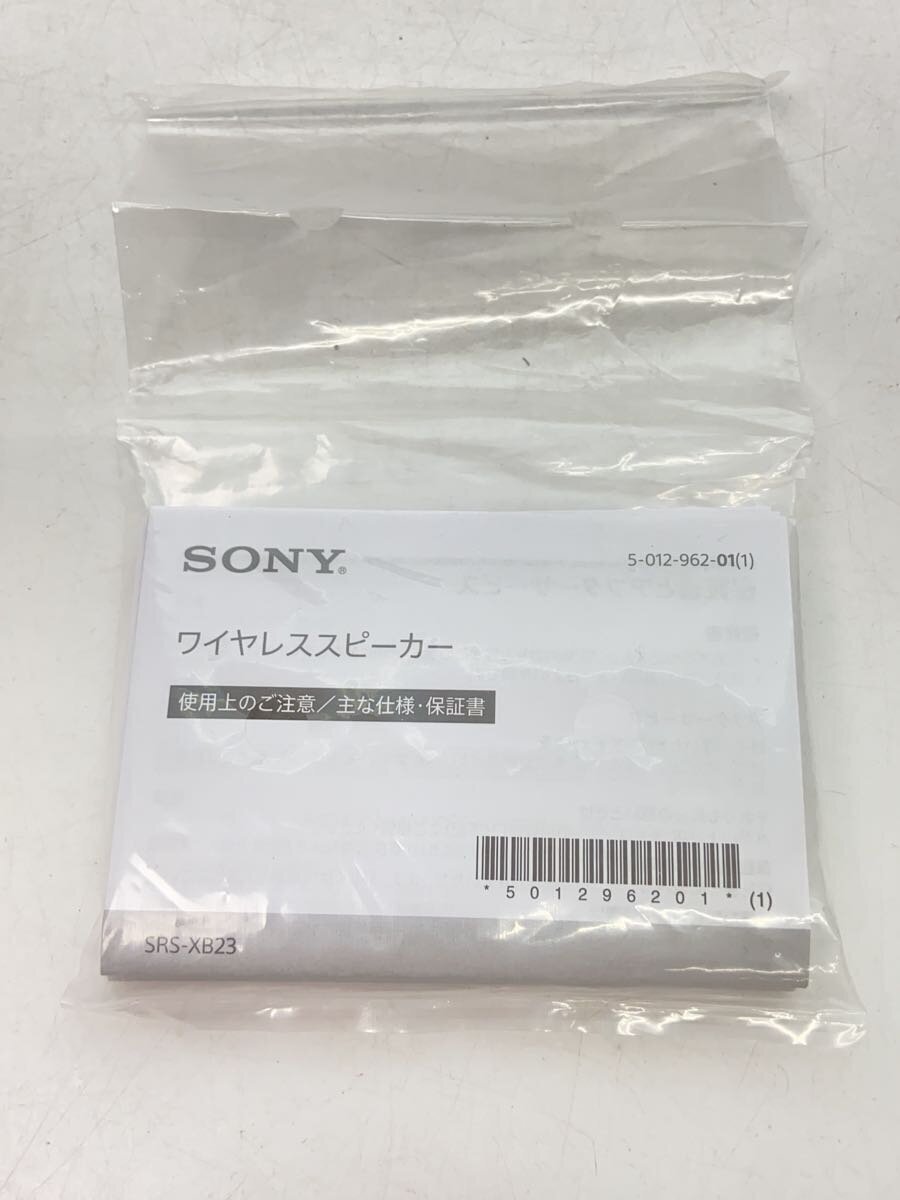 SONY®
5-012-962-01(1)
ワイヤレススピーカー
使用上のご注意/主な仕様・保証書
*501296201* (1)
SRS-XB23